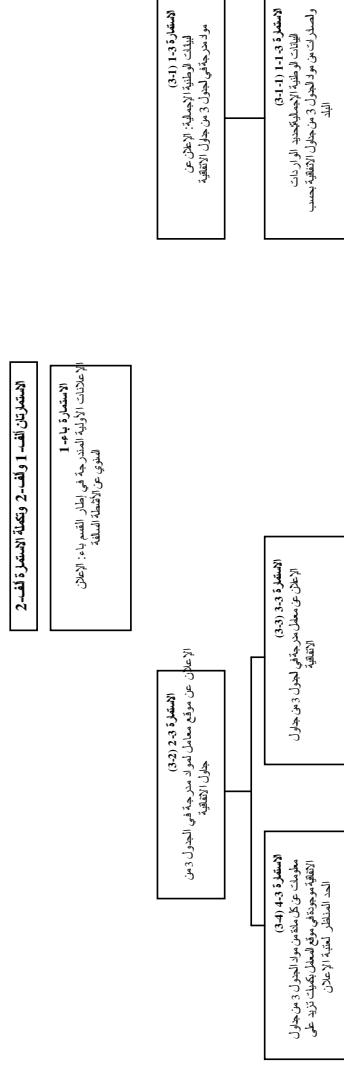 الاستمارتان ألف-1 وألف-2 وتكملة الاستمارة ألف-2
الاستمارة باء-1
الإعلانات الأولية المندرجة في إطار القسم باء: الإعلان
السنوي عن الأنشطة السالفة
الاستمارة 3-1 (3-1)
البيانات الوطنية الإجمالية: الإعلان عن
مواد مدرجة في الجدول 3 من جداول الاتفاقية
الاستمارة 3-1-1 (3-1-1)
البيانات الوطنية الإجمالية بتحديد الواردات
والصادرات من مواد الجدول 3 من جداول الاتفاقية بحسب
البلد
الاستمارة 3-2 (3-2)
الإعلان عن موقع معامل لمواد مدرجة في الجدول 3 من
جداول الاتفاقية
الاستمارة 3-3 (3-3)
الإعلان عن معمل مدرجة في الجدول 3 من جداول
الاتفاقية
الاستمارة 3-4 (3-4)
معلومات عن كل مادة من مواد الجدول 3 من جداول
الاتفاقية موجودة في موقع المعمل بكميات تزيد على
الحد المناظر لعتبة الإعلان